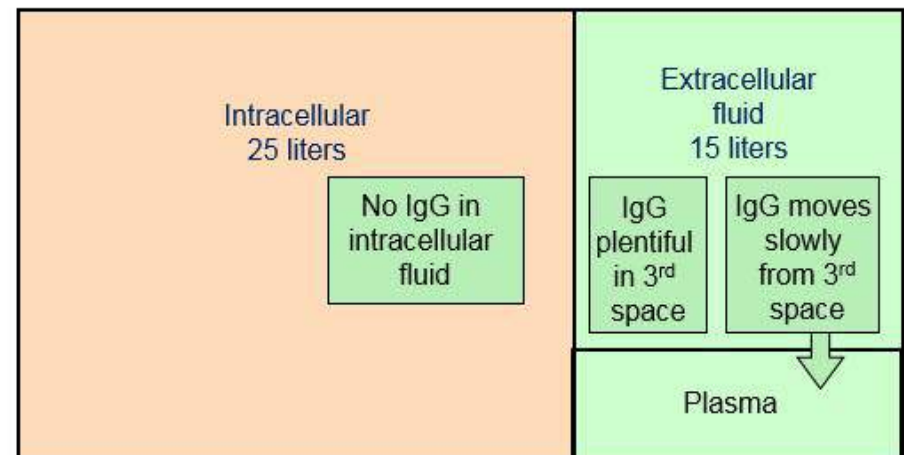 Intracellular
25 liters
No IgG in
intracellular
fluid
Extracellular
fluid
15 liters
IgG
plentiful
in 3rd
space
IgG moves
slowly
from 3rd
space
Plasma